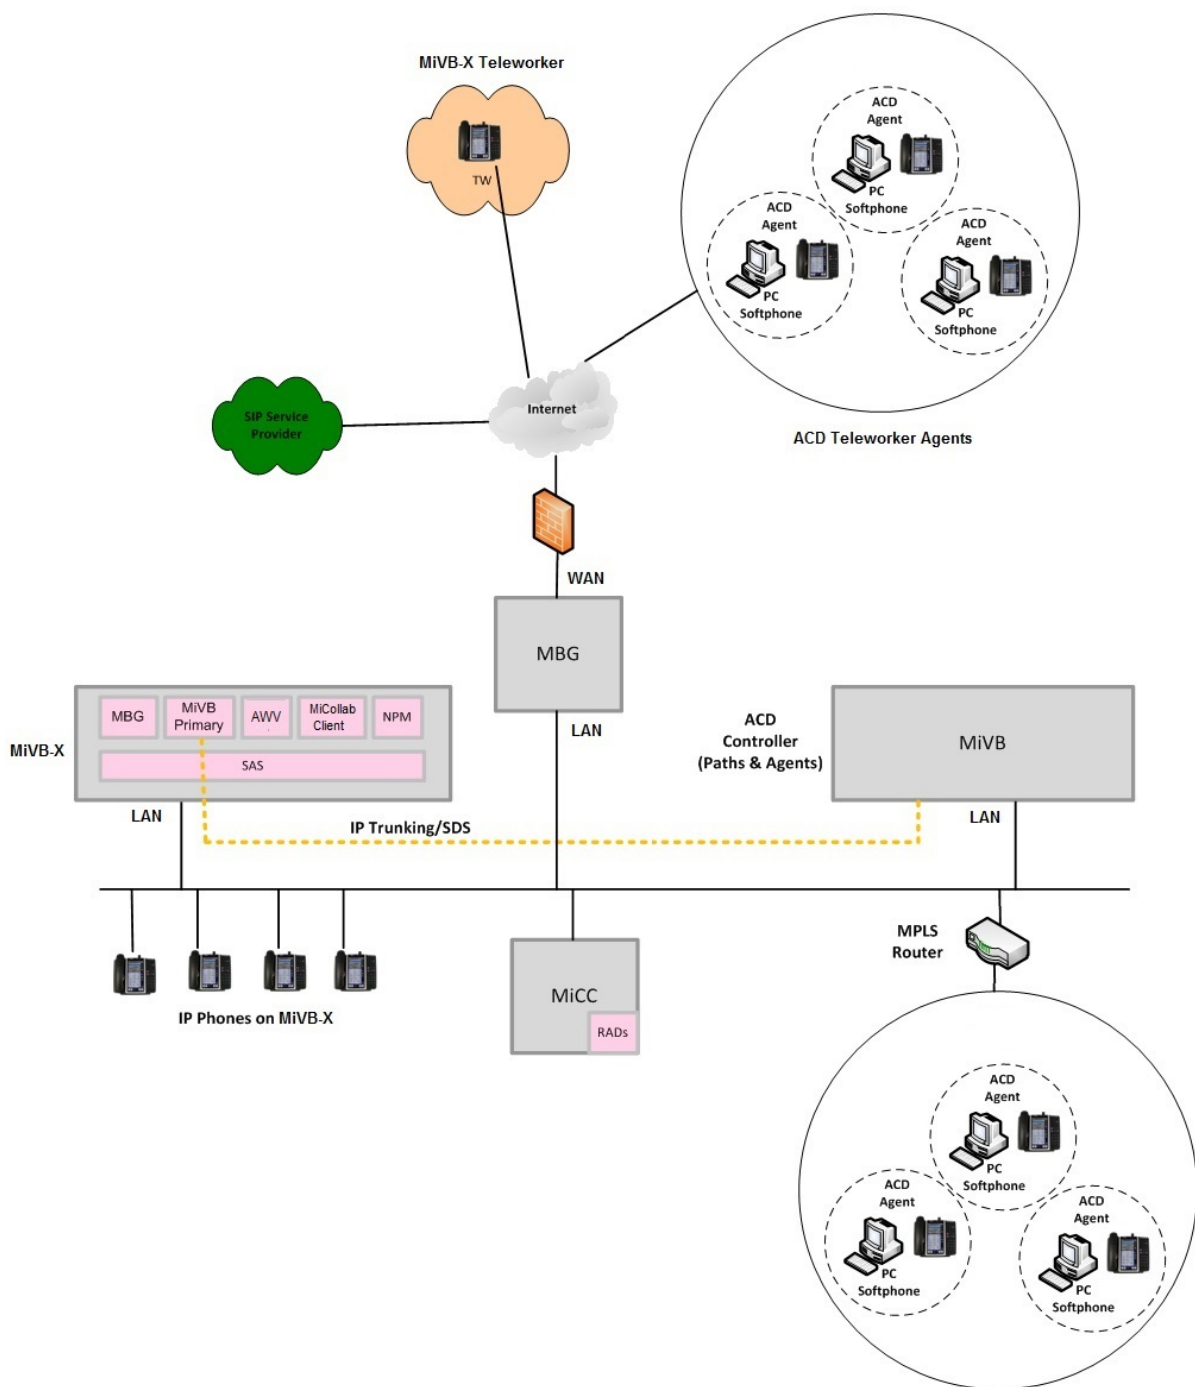 MiVB-X Teleworker
TW
ACD
Agent
PC
Softphone
ACD
Agent
PC
Softphone
ACD
Agent
PC
Softphone
ACD Teleworker Agents
Internet
SIP Service
Provider
WAN
MBG
LAN
MiVB-X
MBG
MiVB
Primary
AWV
MiCollab
Client
NPM
SAS
LAN
IP Trunking/SDS
ACD
Controller
(Paths & Agents)
MiVB
LAN
IP Phones on MiVB-X
MiCC
RADs
MPLS
Router
ACD
Agent
PC
Softphone
ACD
Agent
PC
Softphone
ACD
Agent
PC
Softphone